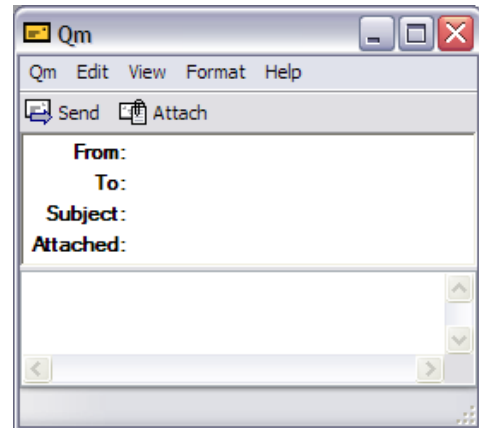 Qm
Qm Edit View Format Help
Send Attach
From:
To:
Subject:
Attached: